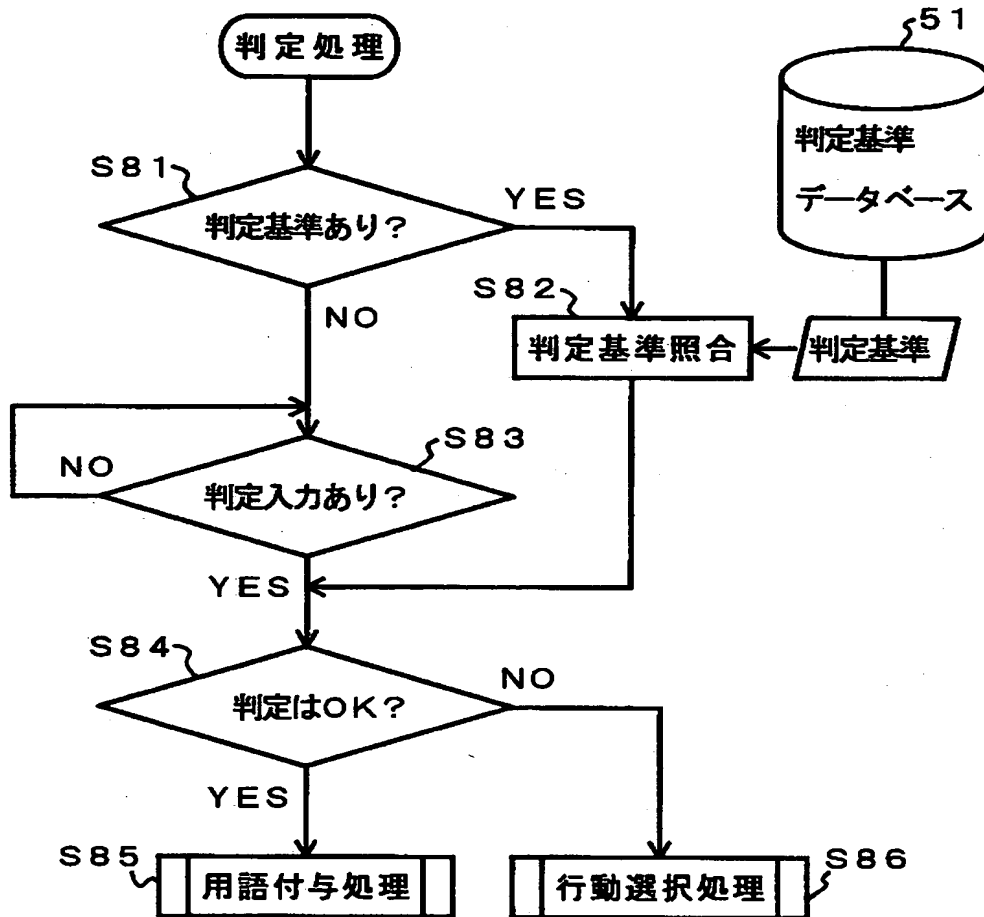 判定処理
51
判定基準
データベース
S81
判定基準あり?
YES
NO
S82
判定基準照合
判定基準
S83
判定入力あり?
NO
YES
S84
判定はOK?
NO
YES
S85
用語付与処理
行動選択処理
S86